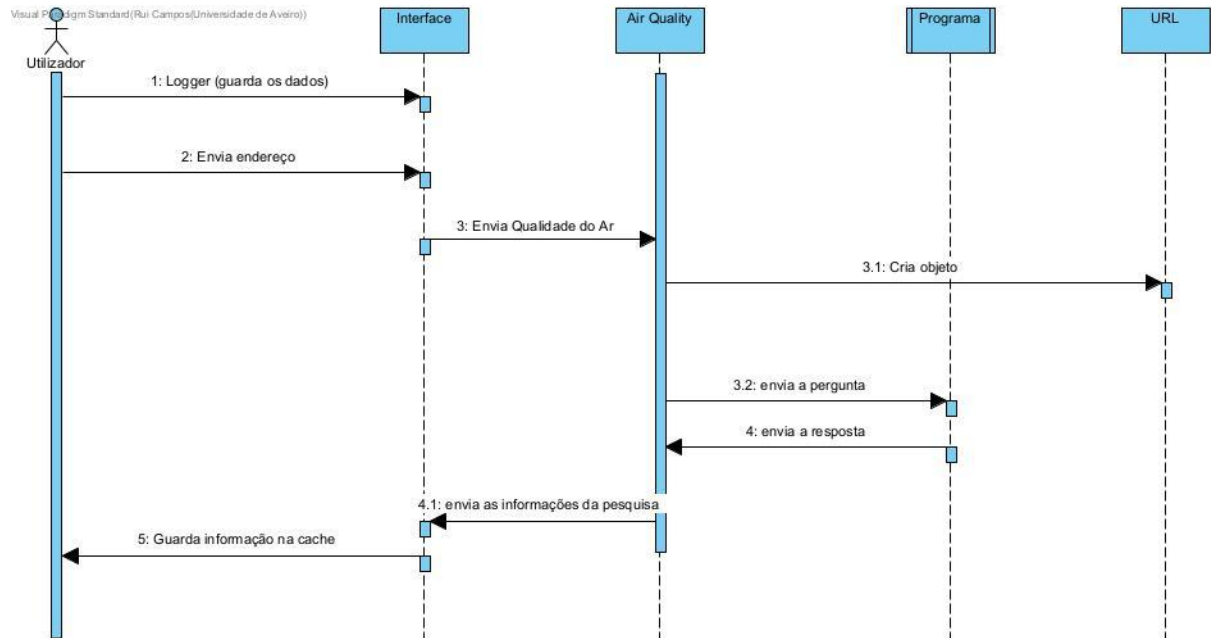 Visual Paradigm Standard(Rui Campos(Universidade de Aveiro))
Utilizador
Interface
Air Quality
Programa
URL
1: Logger (guarda os dados)
2: Envia endereço
3: Envia Qualidade do Ar
3.1: Cria objeto
3.2: envia a pergunta
4: envia a resposta
4.1: envia as informações da pesquisa
5: Guarda informação na cache